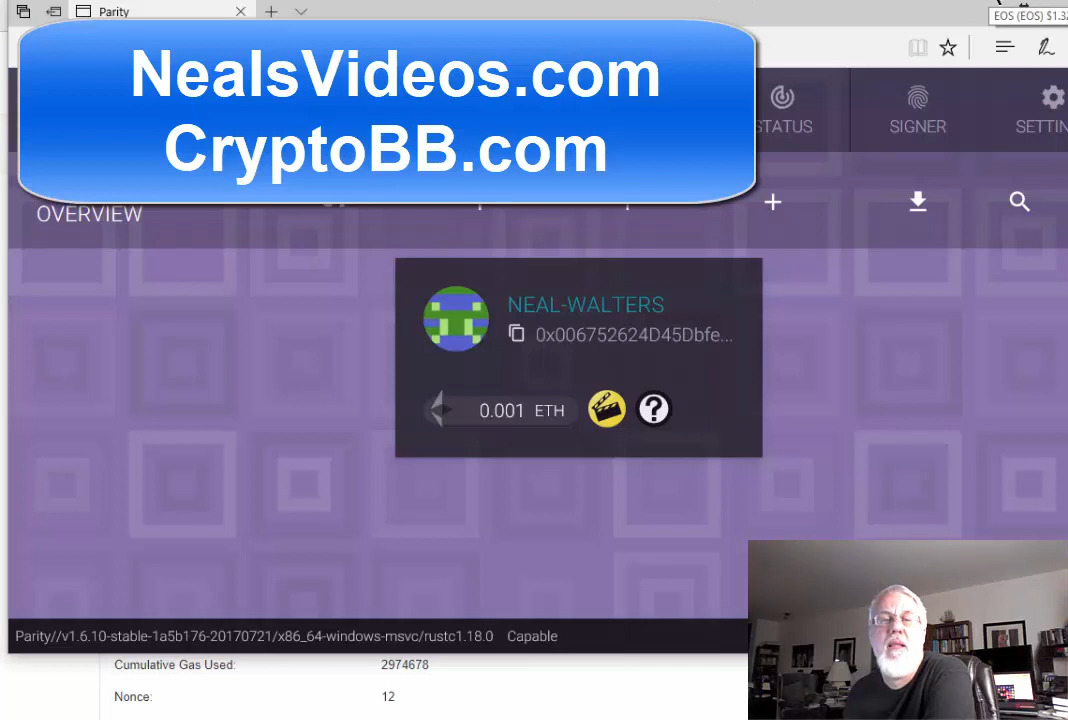 Parity
EOS (EOS) $1.32
NealsVideos.com
CryptoBB.com
STATUS
SIGNER
SETTIN
OVERVIEW
NEAL-WALTERS
0x006752624D45Dbfe...
0.001 ETH
Parity//v1.6.10-stable-1a5b176-20170721/x86_64-windows-msvc/rustc1.18.0 Capable
Cumulative Gas Used: 2974678
Nonce: 12